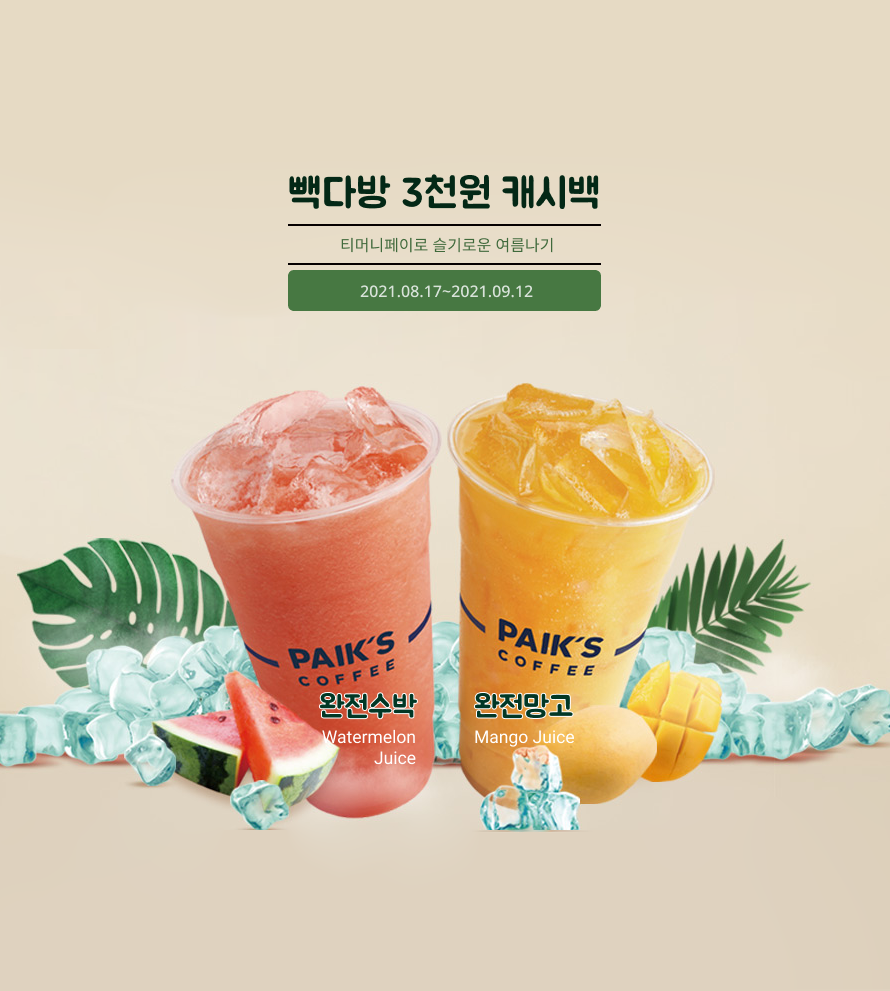 빽다방 3천원 캐시백
티머니페이로 슬기로운 여름나기
2021.08.17~2021.09.12
PAIK'S
COFFEE
PAIK'S
COFFEE
완전수박
Watermelon
Juice
완전망고
Mango Juice